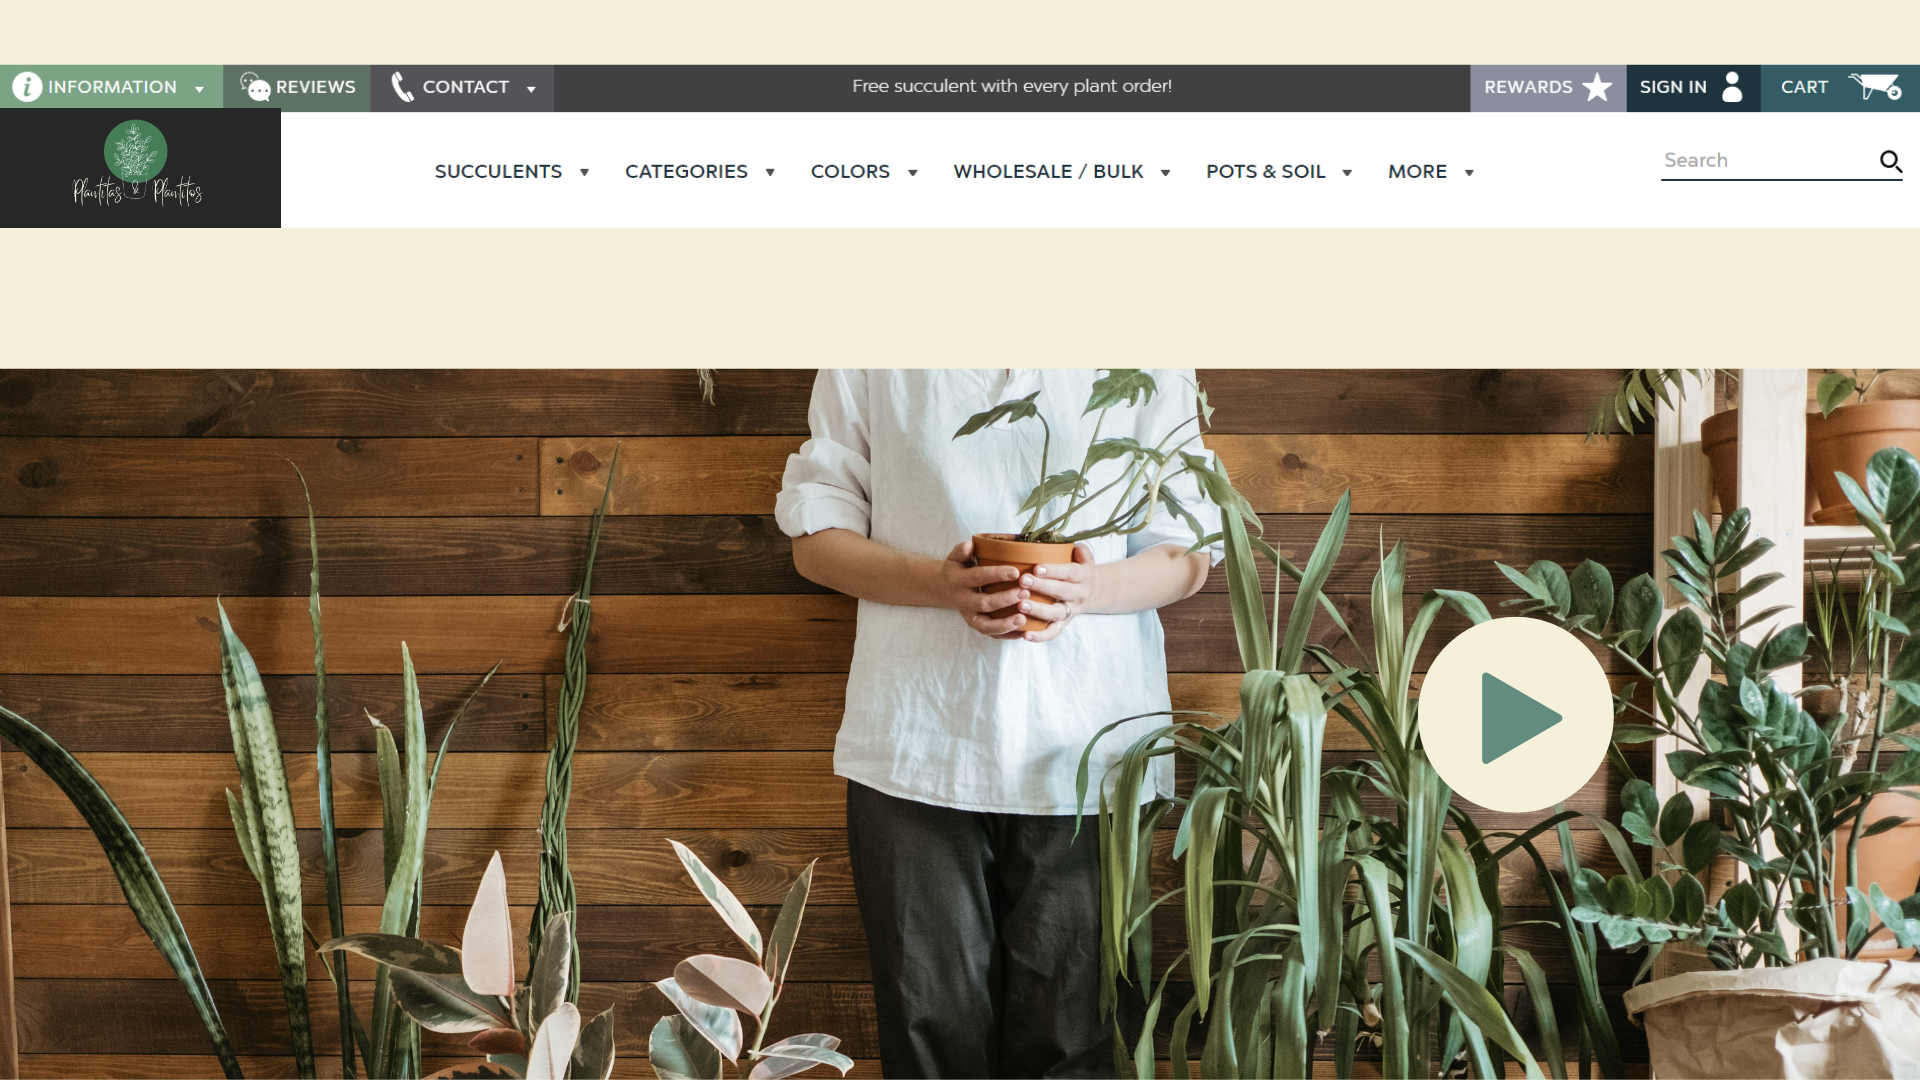 INFORMATION
REVIEWS
CONTACT
Free succulent with every plant order!
REWARDS
SIGN IN
CART
Plantitas & Plantitos
SUCCULENTS
CATEGORIES
COLORS
WHOLESALE / BULK
POTS & SOIL
MORE
Search